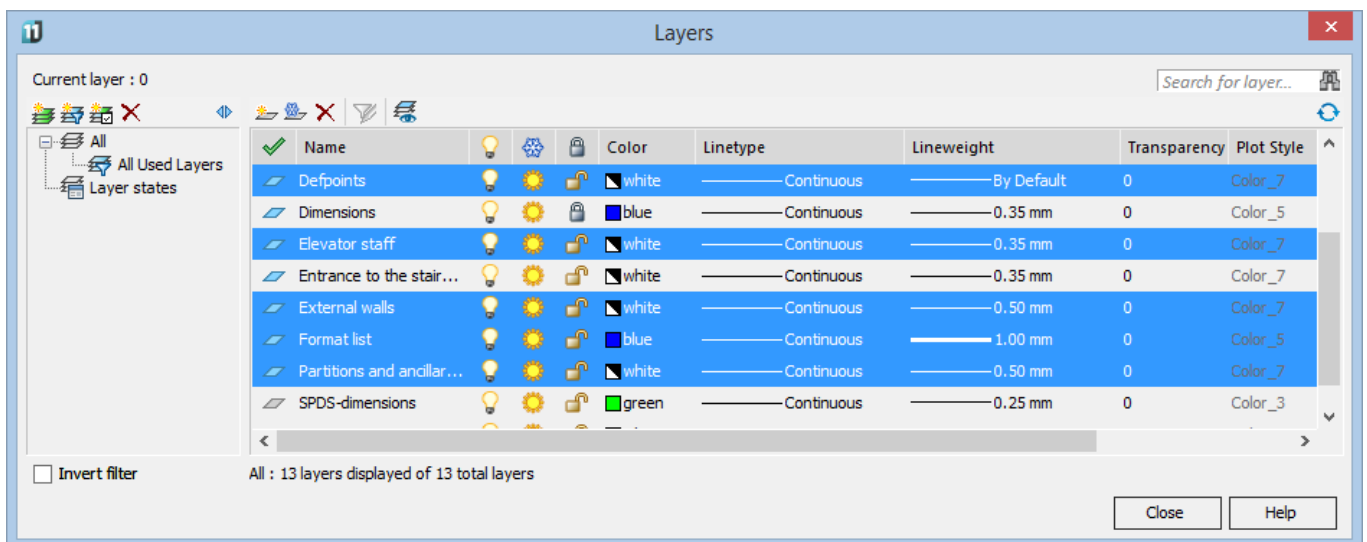 Layers
Current layer : 0
Search for layer...
All
All Used Layers
Layer states
Name Color Linetype Lineweight Transparency Plot Style
Defpoints white Continuous By Default 0 Color_7
Dimensions blue Continuous 0.35 mm 0 Color_5
Elevator staff white Continuous 0.35 mm 0 Color_7
Entrance to the stair... white Continuous 0.35 mm 0 Color_7
External walls white Continuous 0.50 mm 0 Color_7
Format list blue Continuous 1.00 mm 0 Color_5
Partitions and ancillar... white Continuous 0.50 mm 0 Color_7
SPDS-dimensions green Continuous 0.25 mm 0 Color_3
Invert filter
All : 13 layers displayed of 13 total layers
Close
Help